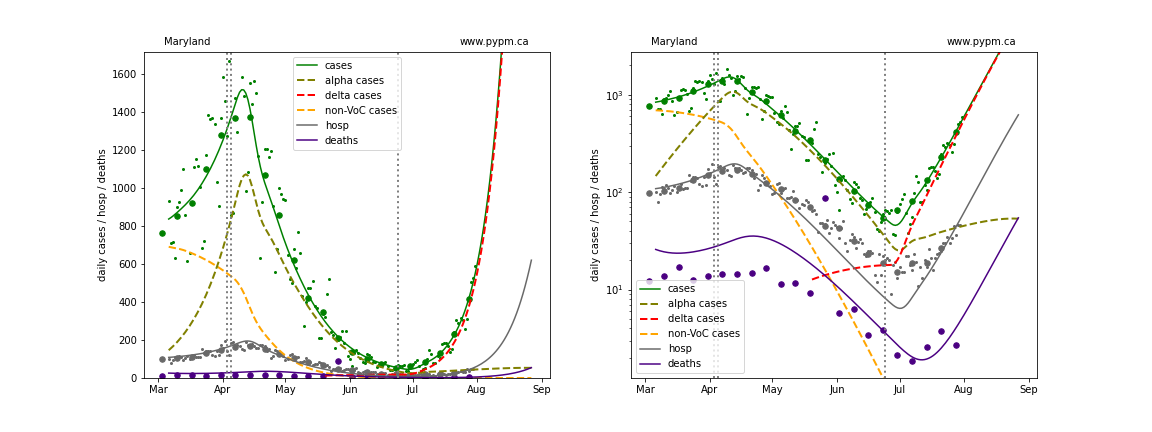 Maryland www.pypm.ca
daily cases / hosp / deaths
1600
1400
1200
1000
800
600
400
200
0
Mar Apr May Jun Jul Aug Sep
cases
alpha cases
delta cases
non-VoC cases
hosp
deaths
Maryland www.pypm.ca
daily cases / hosp / deaths
10³
10²
10¹
Mar Apr May Jun Jul Aug Sep
cases
alpha cases
delta cases
non-VoC cases
hosp
deaths